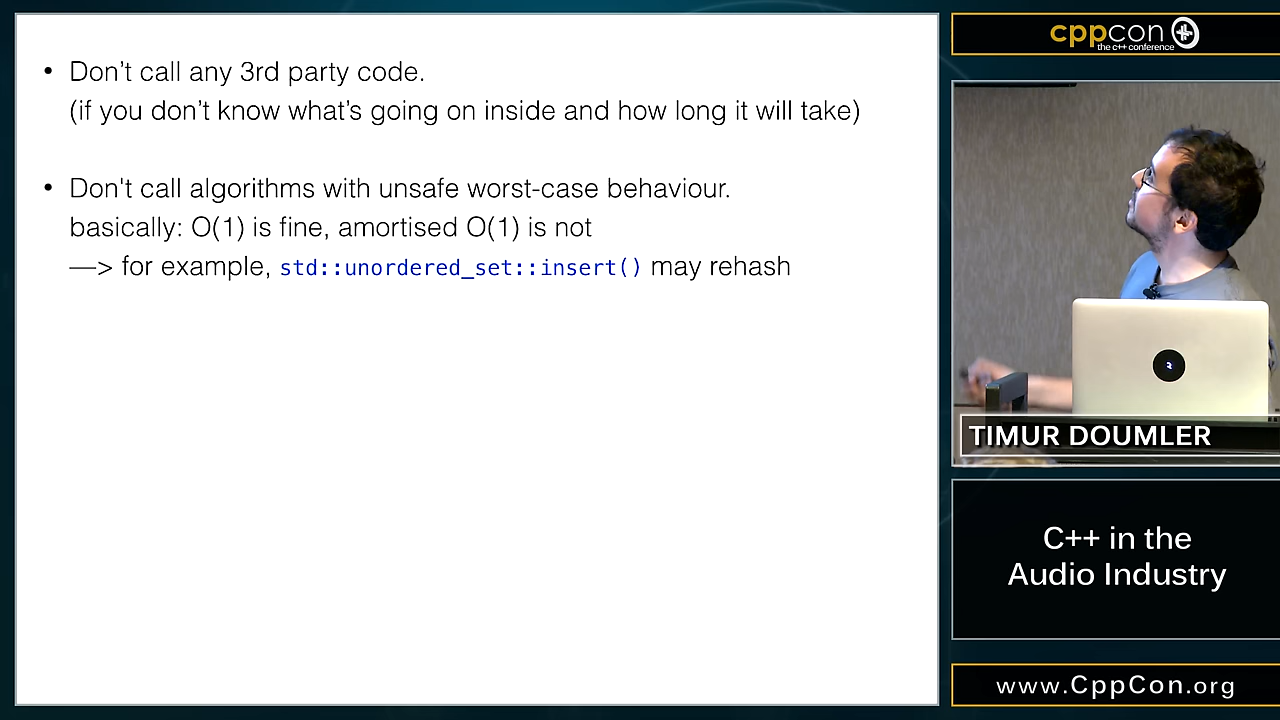 • Don’t call any 3rd party code.
(if you don’t know what’s going on inside and how long it will take)
• Don't call algorithms with unsafe worst-case behaviour.
basically: O(1) is fine, amortised O(1) is not
—> for example, std::unordered_set::insert() may rehash
cppcon
the c++ conference
TIMUR DOUMLER
C++ in the
Audio Industry
www.CppCon.org